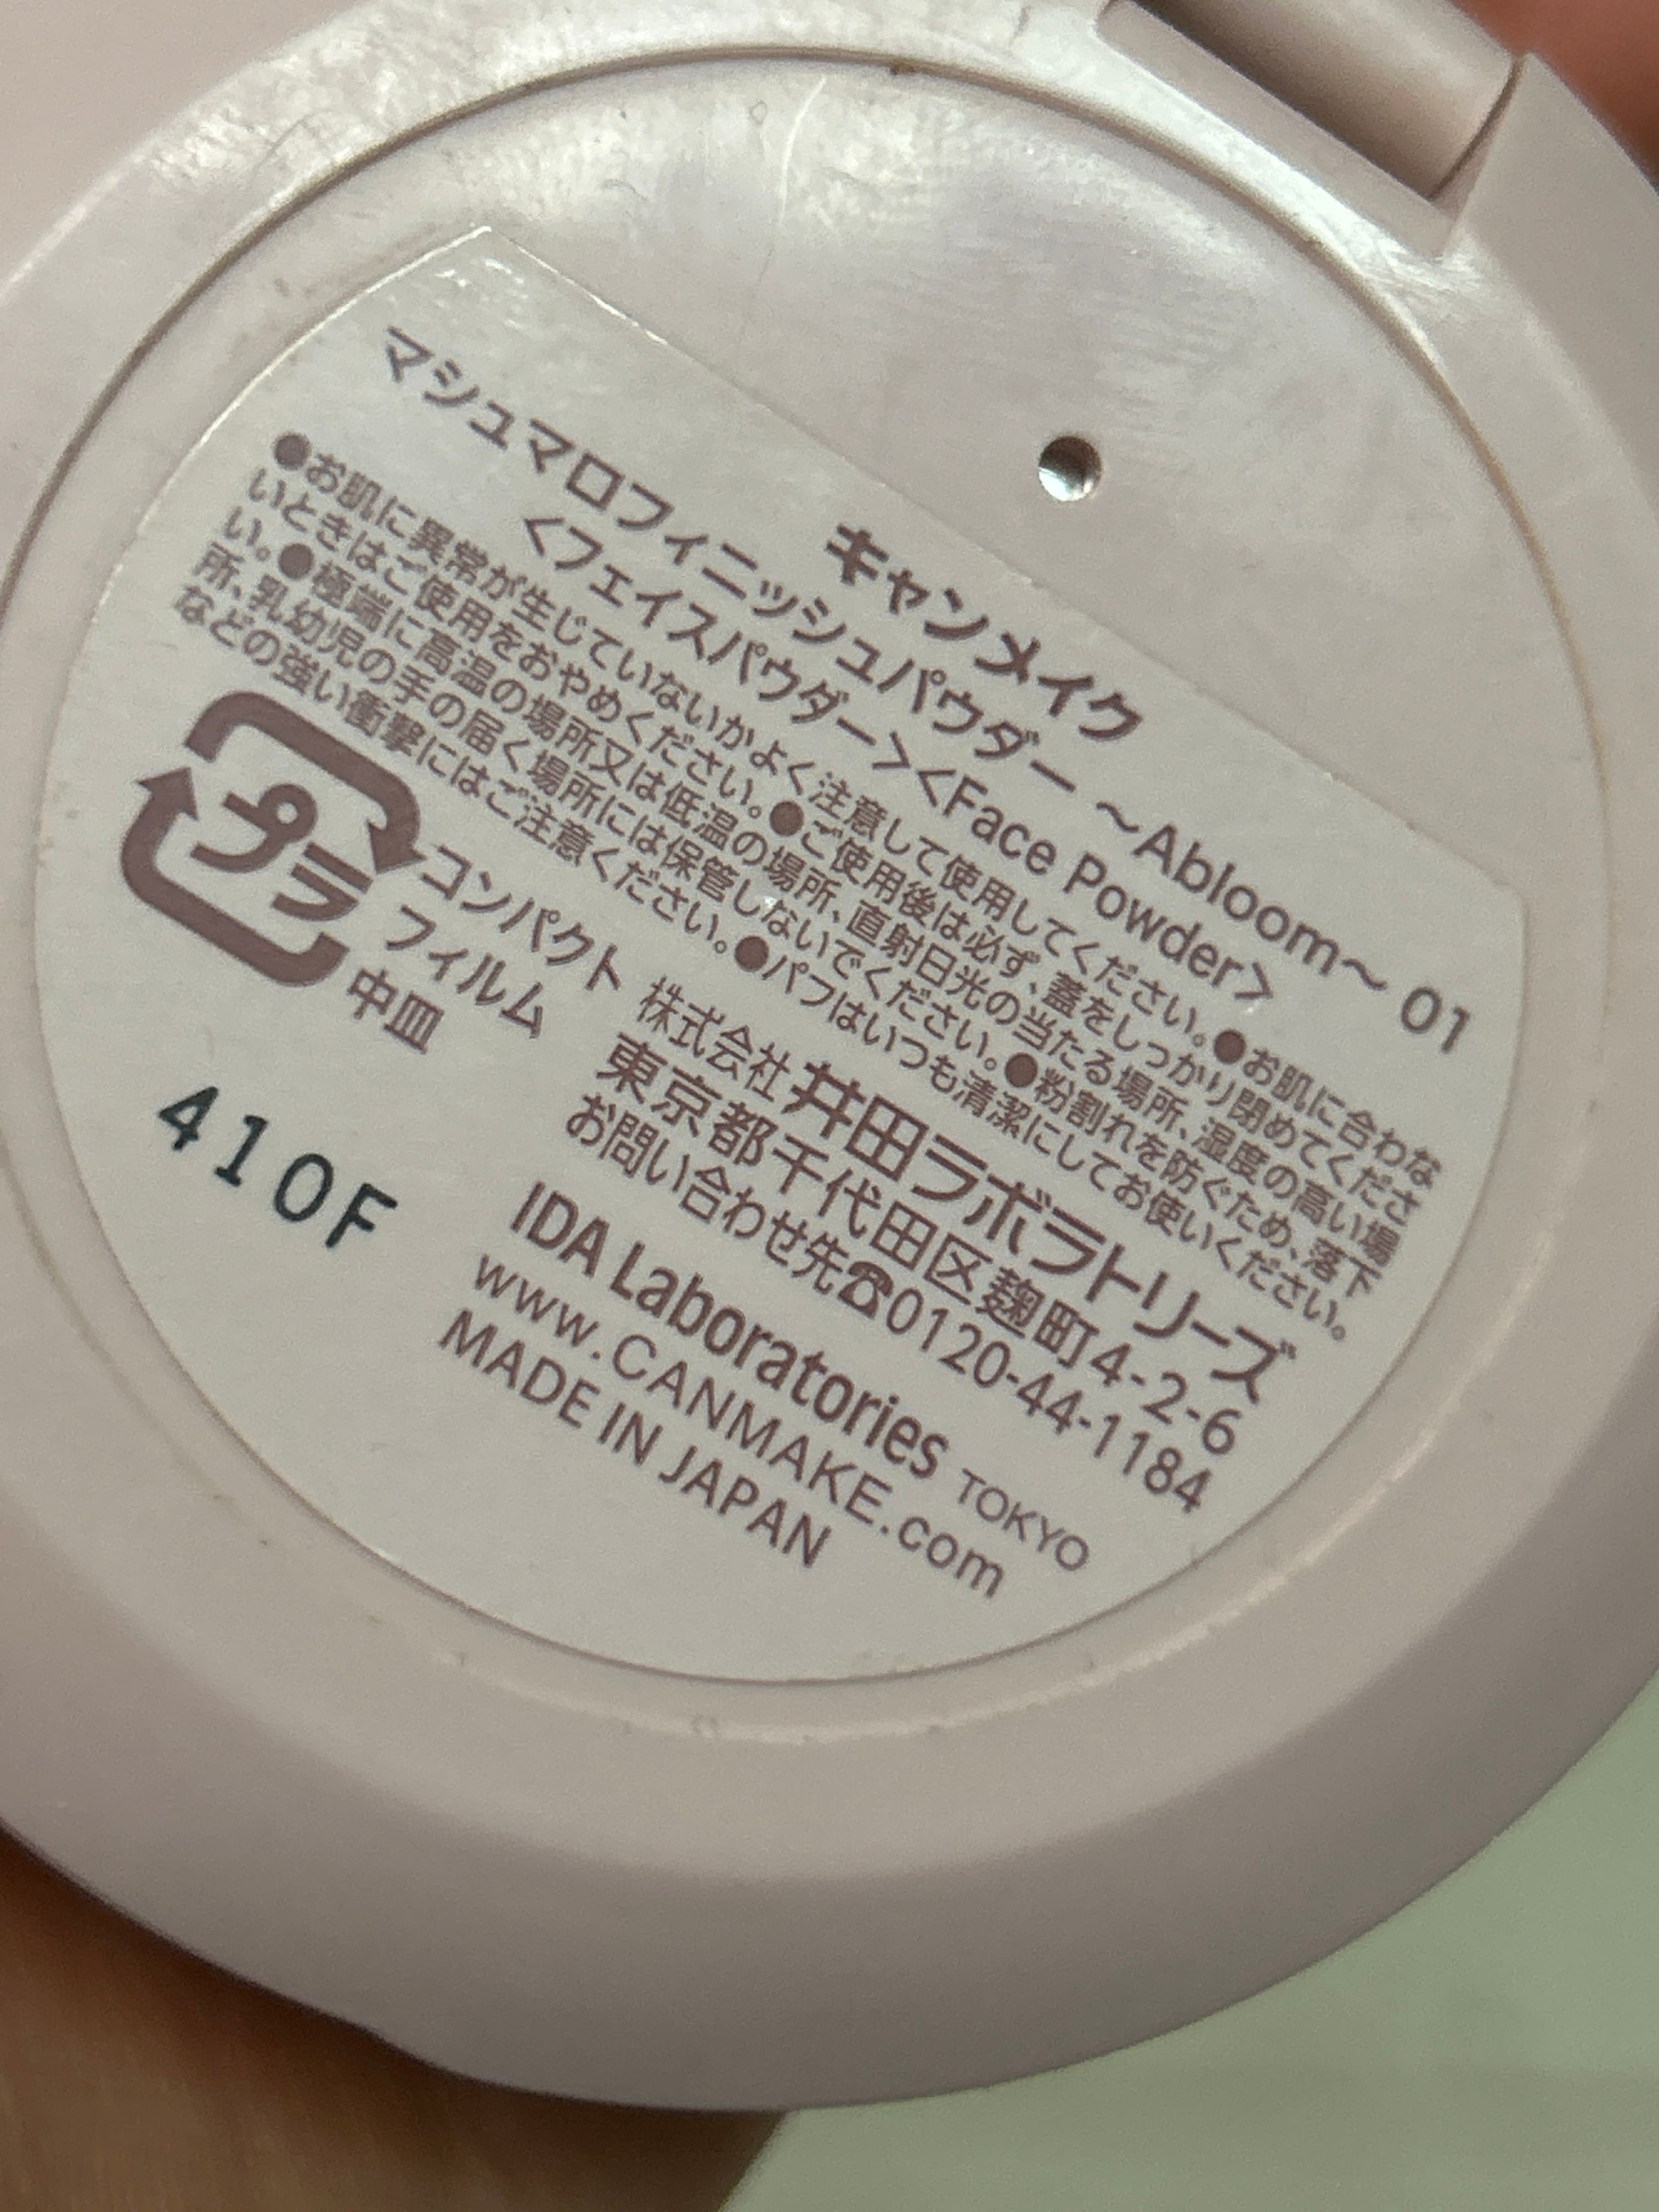 キャンメイク
マシュマロフィニッシュパウダー ～Abloom～ 01
<フェイスパウダー><Face Powder>
●お肌に異常が生じていないかよく注意して使用してください。●お肌に合わな
いときはご使用をおやめください。●ご使用後は必ず、蓋をしっかり閉めてくださ
い。●極端に高温の場所又は低温の場所、直射日光の当たる場所、湿度の高い場
所、乳幼児の手の届く場所には保管しないでください。●粉割れを防ぐため、落下
などの強い衝撃にはご注意ください。●パフはいつも清潔にしてお使いください。
プラ
コンパクト
フィルム
中皿
株式会社井田ラボラトリーズ
東京都千代田区麹町4-2-6
お問い合わせ先☎0120-44-1184
IDA Laboratories TOKYO
www.CANMAKE.com
MADE IN JAPAN
410F